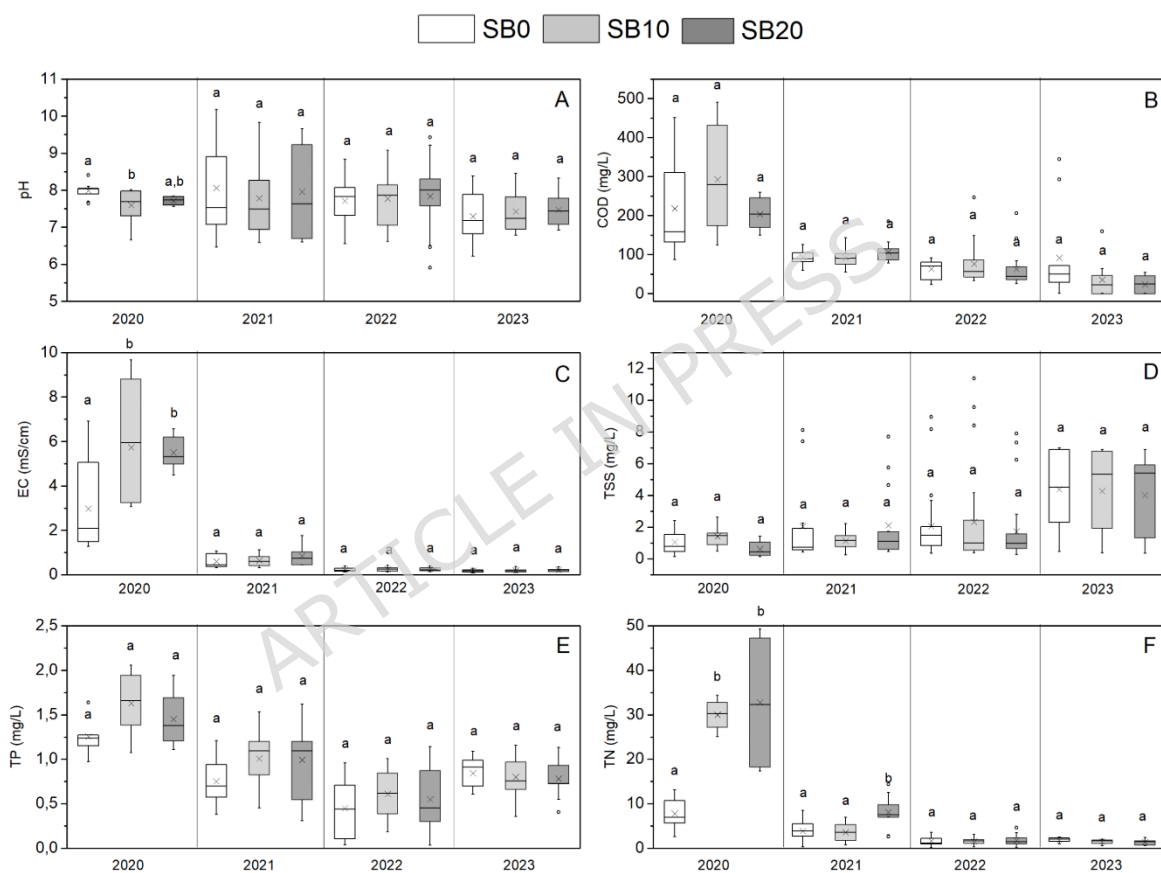 SB0 SB10 SB20
A
pH
11
10
9
8
7
6
5
a a a a a a
a b a,b a a a
2020 2021 2022 2023
B
COD (mg/L)
500
400
300
200
100
0
a a a a a a
a a a a a a
2020 2021 2022 2023
C
EC (mS/cm)
10
8
6
4
2
0
a b b
a a a a a a a a a
2020 2021 2022 2023
D
TSS (mg/L)
12
10
8
6
4
2
0
a a a a a a
a a a a a a
2020 2021 2022 2023
E
TP (mg/L)
2,5
2,0
1,5
1,0
0,5
0,0
a a a a a a
a a a a a a
2020 2021 2022 2023
F
TN (mg/L)
50
40
30
20
10
0
a b b
a a b a a a a a a
2020 2021 2022 2023
ARTICLE IN PRESS